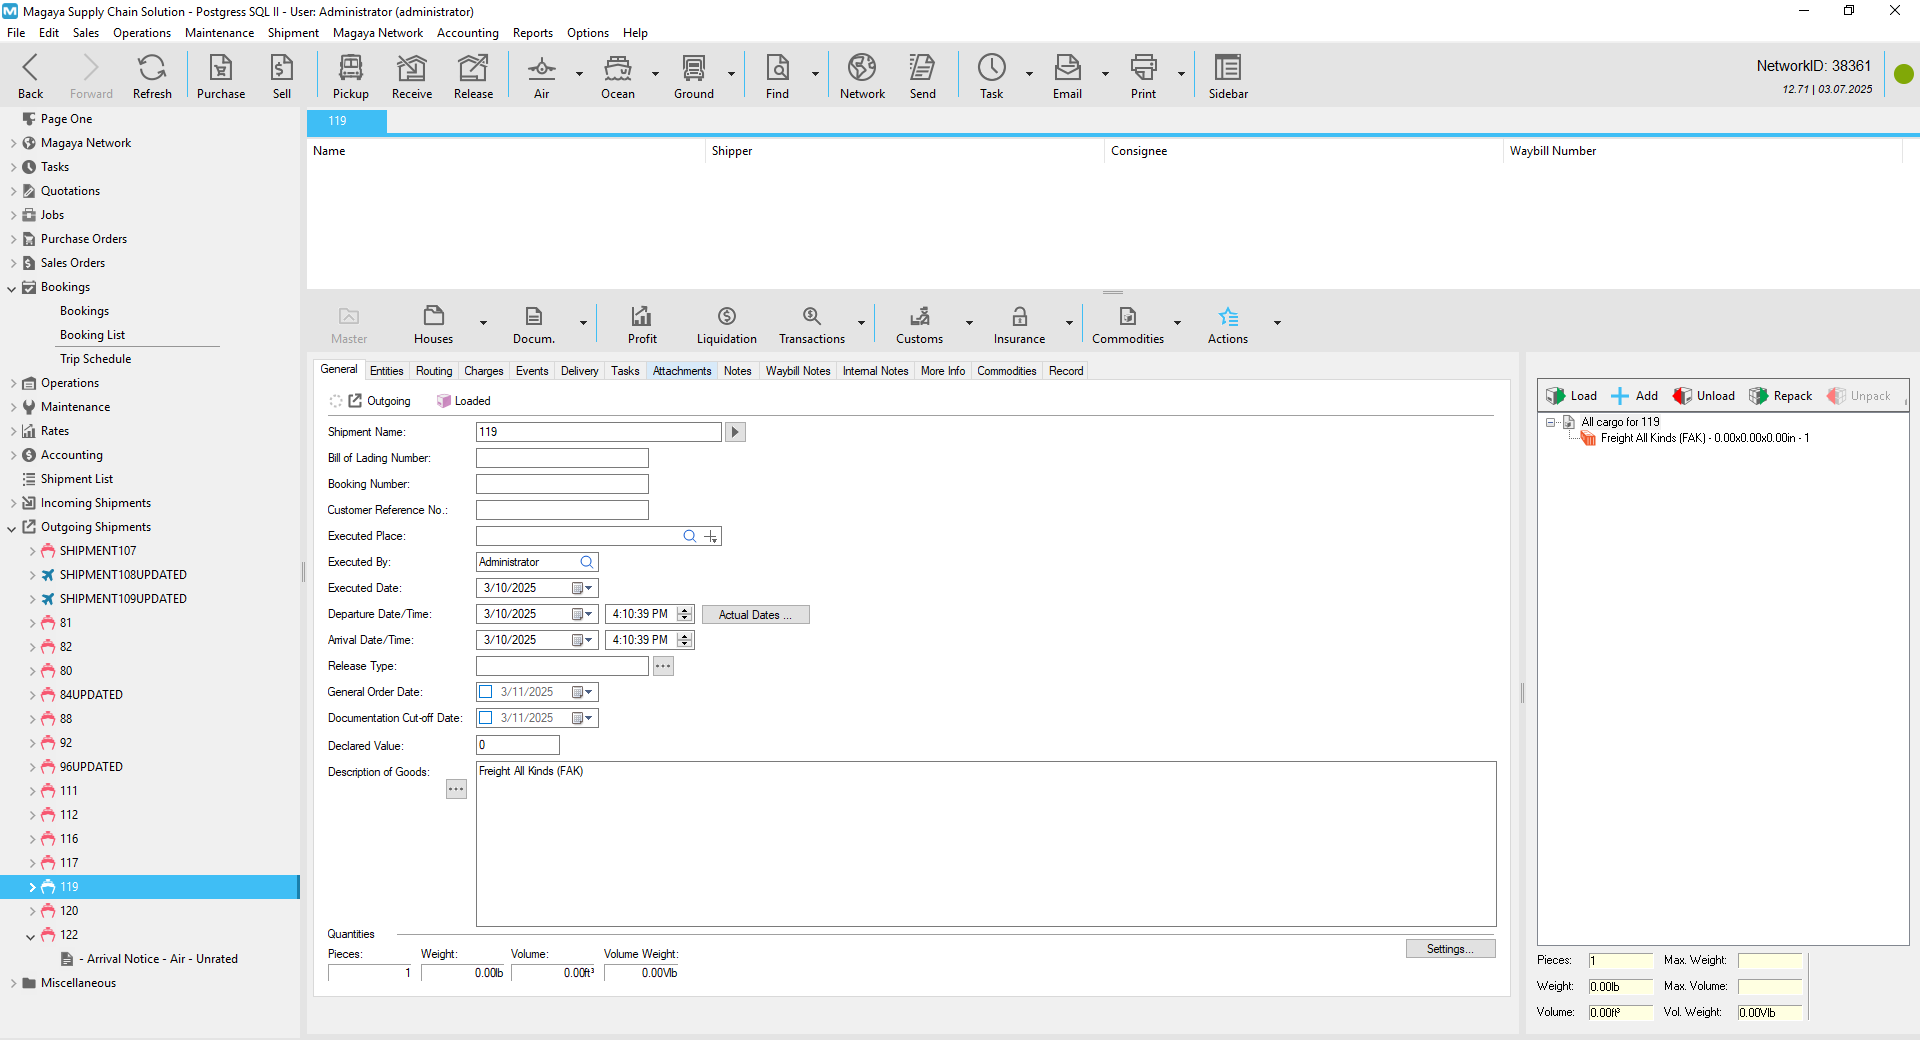 Magaya Supply Chain Solution - Postgress SQL II - User: Administrator (administrator)
File Edit Sales Operations Maintenance Shipment Magaya Network Accounting Reports Options Help
Back Forward Refresh Purchase Sell Pickup Receive Release Air Ocean Ground Find Network Send Task Email Print Sidebar
NetworkID: 38361
12.71 | 03.07.2025
Page One
Magaya Network
Tasks
Quotations
Jobs
Purchase Orders
Sales Orders
Bookings
Bookings
Booking List
Trip Schedule
Operations
Maintenance
Rates
Accounting
Shipment List
Incoming Shipments
Outgoing Shipments
SHIPMENT107
SHIPMENT108UPDATED
SHIPMENT109UPDATED
81
82
80
84UPDATED
88
92
96UPDATED
111
112
116
117
119
120
122
- Arrival Notice - Air - Unrated
Miscellaneous
119
Name Shipper Consignee Waybill Number
Master Houses Docum. Profit Liquidation Transactions Customs Insurance Commodities Actions
General Entities Routing Charges Events Delivery Tasks Attachments Notes Waybill Notes Internal Notes More Info Commodities Record
Outgoing Loaded
Shipment Name: 119
Bill of Lading Number:
Booking Number:
Customer Reference No.:
Executed Place:
Executed By: Administrator
Executed Date: 3/10/2025
Departure Date/Time: 3/10/2025 4:10:39 PM Actual Dates ...
Arrival Date/Time: 3/10/2025 4:10:39 PM
Release Type:
General Order Date: 3/11/2025
Documentation Cut-off Date: 3/11/2025
Declared Value: 0
Description of Goods: Freight All Kinds (FAK)
Quantities
Settings...
Pieces: Weight: Volume: Volume Weight:
1 0.00lb 0.00ft³ 0.00Vlb
Load Add Unload Repack Unpack
All cargo for 119
Freight All Kinds (FAK) - 0.00x0.00x0.00in - 1
Pieces: 1 Max. Weight:
Weight: 0.00lb Max. Volume:
Volume: 0.00ft³ Vol. Weight: 0.00Vlb